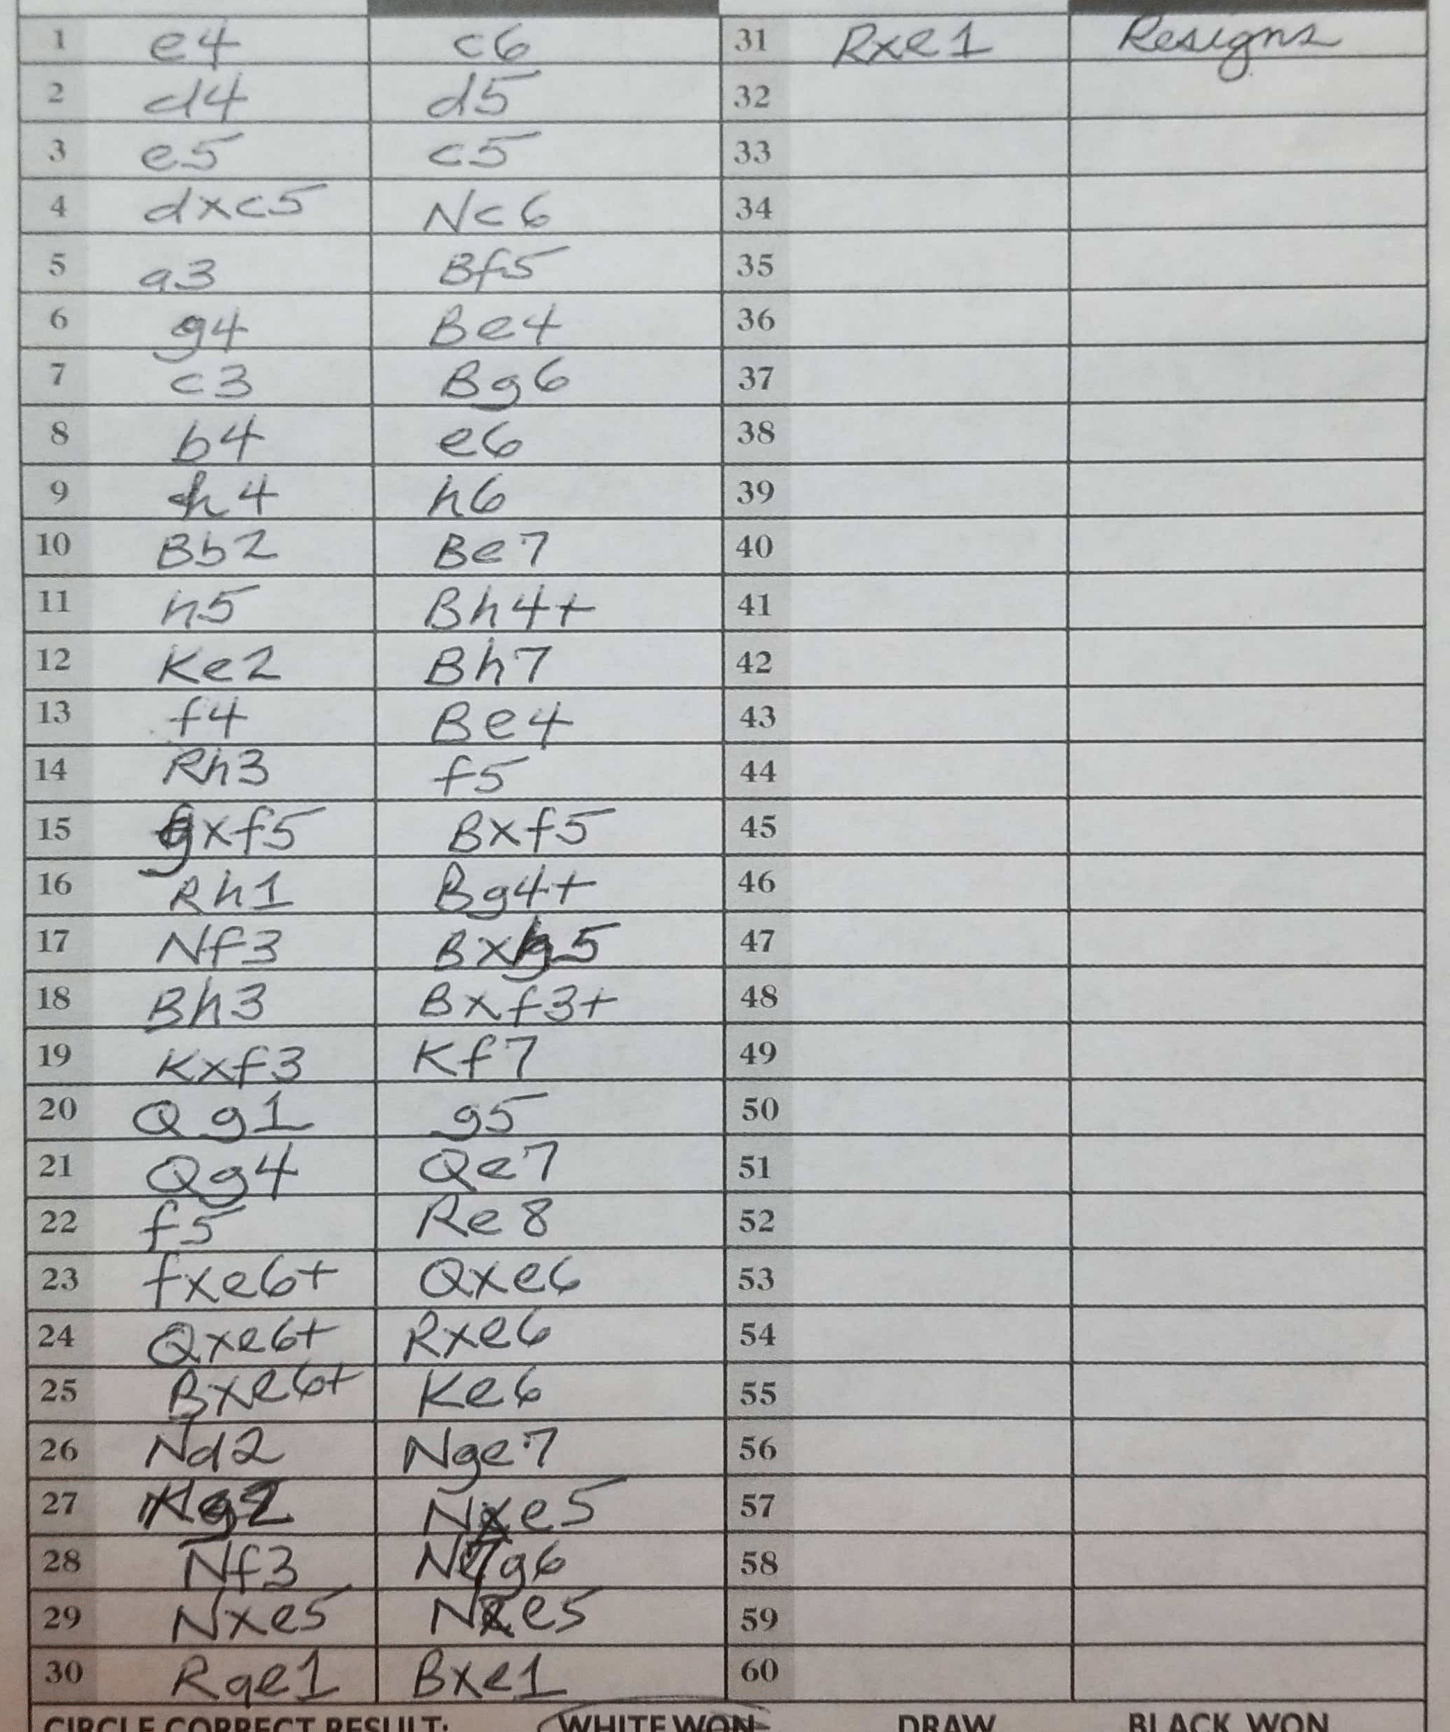 1 e4 c6 31 Rxe1 Resigns
2 d4 d5 32
3 e5 c5 33
4 dxc5 Nc6 34
5 a3 Bf5 35
6 g4 Be4 36
7 c3 Bg6 37
8 b4 e6 38
9 h4 h6 39
10 Bb2 Be7 40
11 h5 Bh4+ 41
12 Ke2 Bh7 42
13 f4 Be4 43
14 Rh3 f5 44
15 gxf5 Bxf5 45
16 Rh1 Bg4+ 46
17 Nf3 Bxh5 47
18 Bh3 Bxf3+ 48
19 Kxf3 Kf7 49
20 Qg1 g5 50
21 Qg4 Qe7 51
22 f5 Re8 52
23 fxe6+ Qxe6 53
24 Qxe6+ Rxe6 54
25 Bxe6+ Ke6 55
26 Nd2 Nge7 56
27 Kg2 Nxe5 57
28 Nf3 N7g6 58
29 Nxe5 Nxe5 59
30 Rae1 Bxe1 60
CIRCLE CORRECT RESULT: WHITE WON DRAW BLACK WON